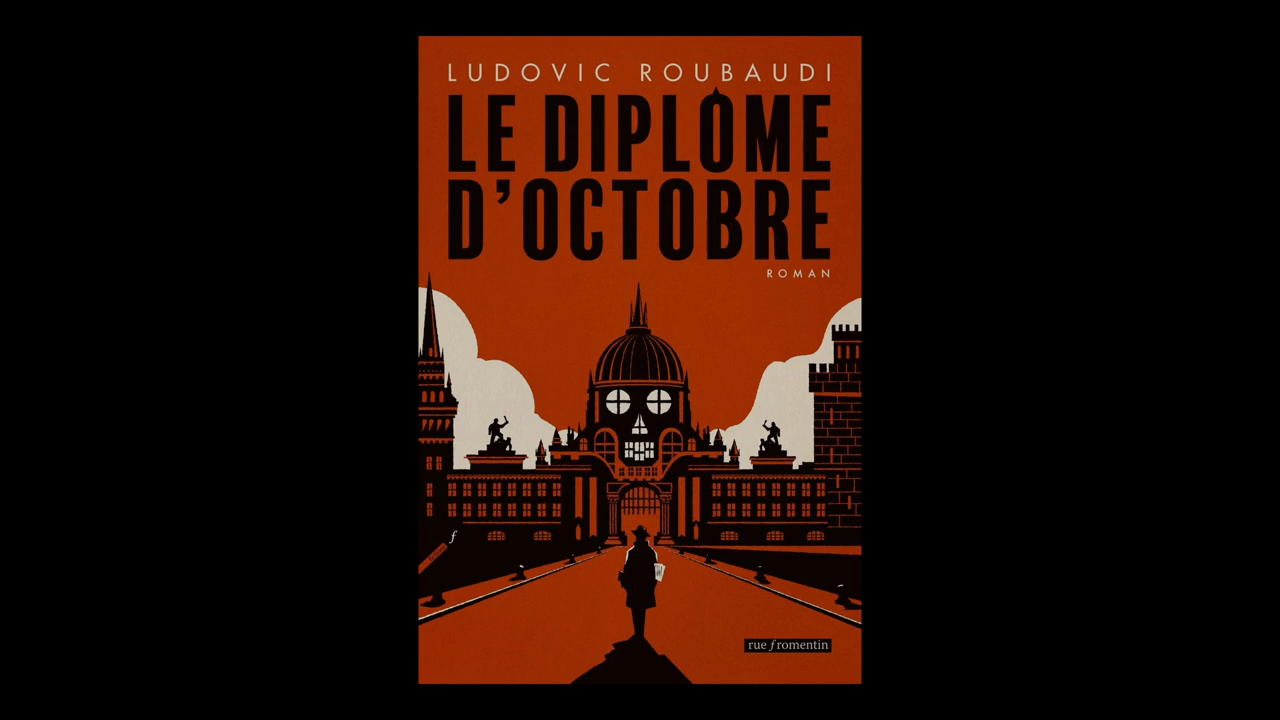 LUDOVIC ROUBAUDI
LE DIPLÔME
D'OCTOBRE
ROMAN
f
rue fromentin